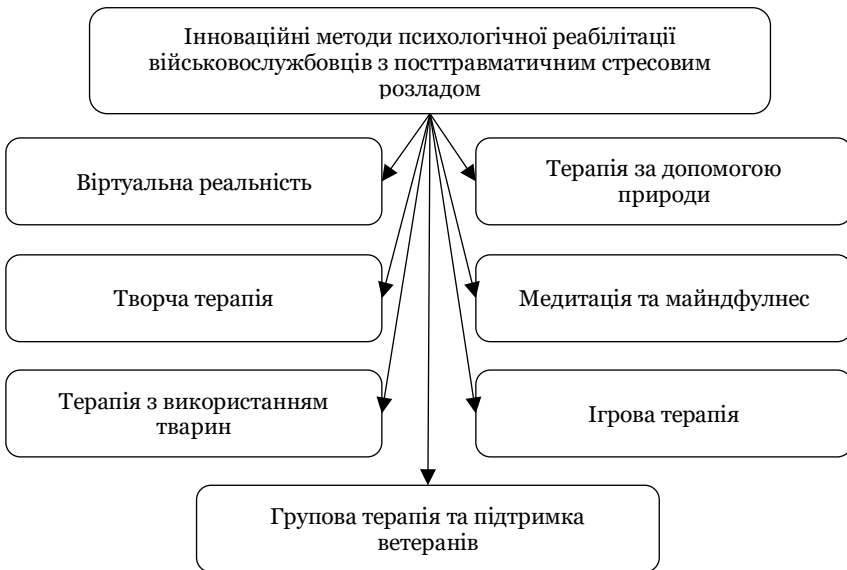 Інноваційні методи психологічної реабілітації
військовослужбовців з посттравматичним стресовим
розладом
Віртуальна реальність
Терапія за допомогою
природи
Творча терапія
Медитація та майндфулнес
Терапія з використанням
тварин
Ігрова терапія
Групова терапія та підтримка
ветеранів